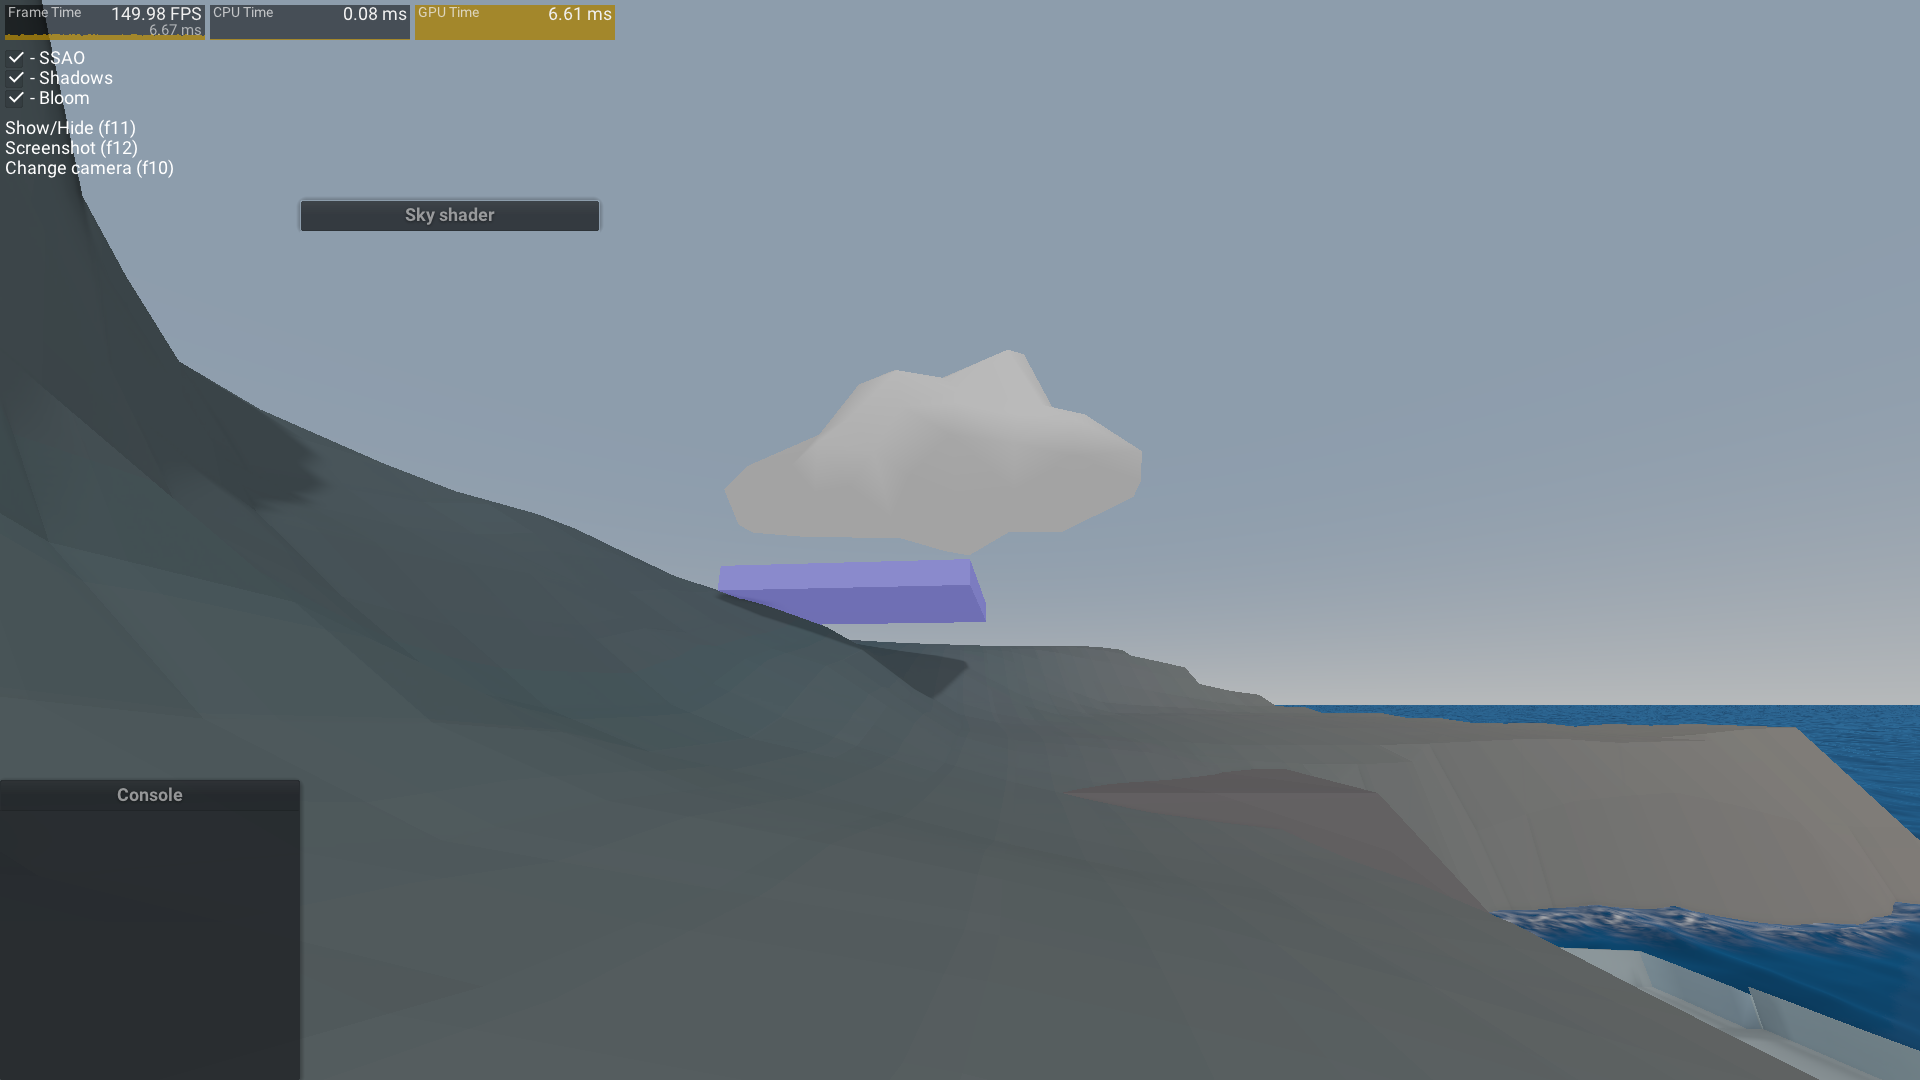 Frame Time 149.98 FPS CPU Time 0.08 ms GPU Time 6.61 ms
6.67 ms
- SSAO
- Shadows
- Bloom
Show/Hide (f11)
Screenshot (f12)
Change camera (f10)
Sky shader
Console